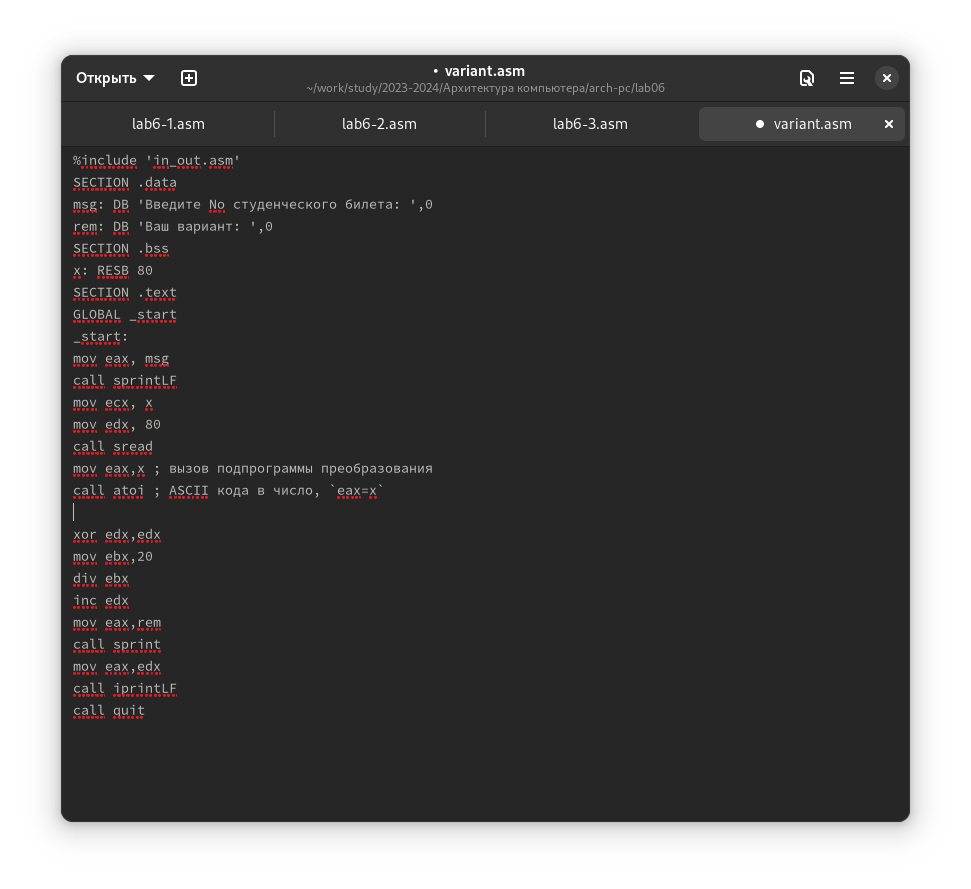 Открыть
• variant.asm
~/work/study/2023-2024/Архитектура компьютера/arch-pc/lab06
lab6-1.asm lab6-2.asm lab6-3.asm ● variant.asm
%include 'in_out.asm'
SECTION .data
msg: DB 'Введите No студенческого билета: ',0
rem: DB 'Ваш вариант: ',0
SECTION .bss
x: RESB 80
SECTION .text
GLOBAL _start
_start:
mov eax, msg
call sprintLF
mov ecx, x
mov edx, 80
call sread
mov eax,x ; вызов подпрограммы преобразования
call atoi ; ASCII кода в число, `eax=x`
xor edx,edx
mov ebx,20
div ebx
inc edx
mov eax,rem
call sprint
mov eax,edx
call iprintLF
call quit